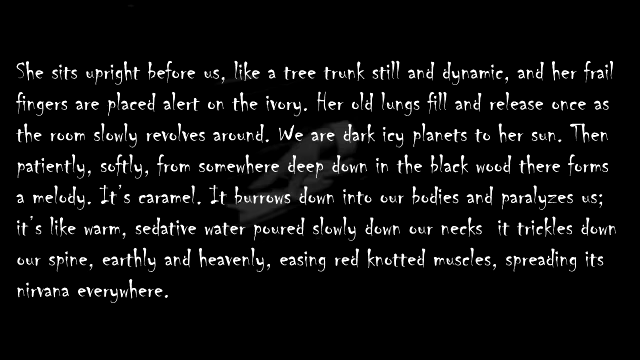 She sits upright before us, like a tree trunk still and dynamic, and her frail
fingers are placed alert on the ivory. Her old lungs fill and release once as
the room slowly revolves around. We are dark icy planets to her sun. Then
patiently, softly, from somewhere deep down in the black wood there forms
a melody. It's caramel. It burrows down into our bodies and paralyzes us;
it's like warm, sedative water poured slowly down our necks  it trickles down
our spine, earthly and heavenly, easing red knotted muscles, spreading its
nirvana everywhere.